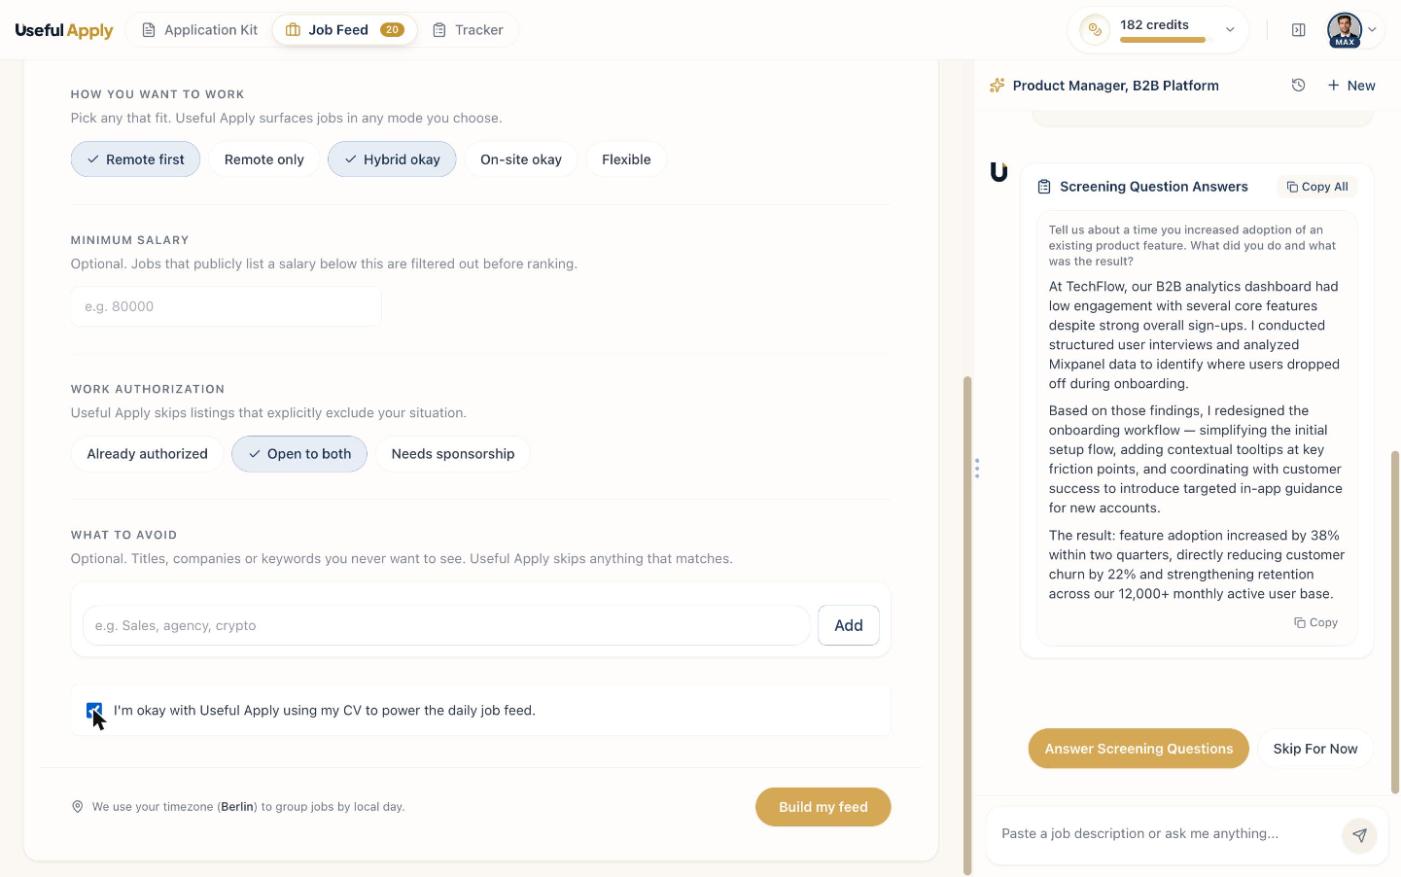 Useful Apply
Application Kit
Job Feed 20
Tracker
182 credits
MAX
HOW YOU WANT TO WORK
Pick any that fit. Useful Apply surfaces jobs in any mode you choose.
Remote first
Remote only
Hybrid okay
On-site okay
Flexible
MINIMUM SALARY
Optional. Jobs that publicly list a salary below this are filtered out before ranking.
e.g. 80000
WORK AUTHORIZATION
Useful Apply skips listings that explicitly exclude your situation.
Already authorized
Open to both
Needs sponsorship
WHAT TO AVOID
Optional. Titles, companies or keywords you never want to see. Useful Apply skips anything that matches.
e.g. Sales, agency, crypto
Add
I'm okay with Useful Apply using my CV to power the daily job feed.
We use your timezone (Berlin) to group jobs by local day.
Build my feed
Product Manager, B2B Platform
New
U
Screening Question Answers
Copy All
Tell us about a time you increased adoption of an
existing product feature. What did you do and what
was the result?
At TechFlow, our B2B analytics dashboard had
low engagement with several core features
despite strong overall sign-ups. I conducted
structured user interviews and analyzed
Mixpanel data to identify where users dropped
off during onboarding.
Based on those findings, I redesigned the
onboarding workflow — simplifying the initial
setup flow, adding contextual tooltips at key
friction points, and coordinating with customer
success to introduce targeted in-app guidance
for new accounts.
The result: feature adoption increased by 38%
within two quarters, directly reducing customer
churn by 22% and strengthening retention
across our 12,000+ monthly active user base.
Copy
Answer Screening Questions
Skip For Now
Paste a job description or ask me anything...